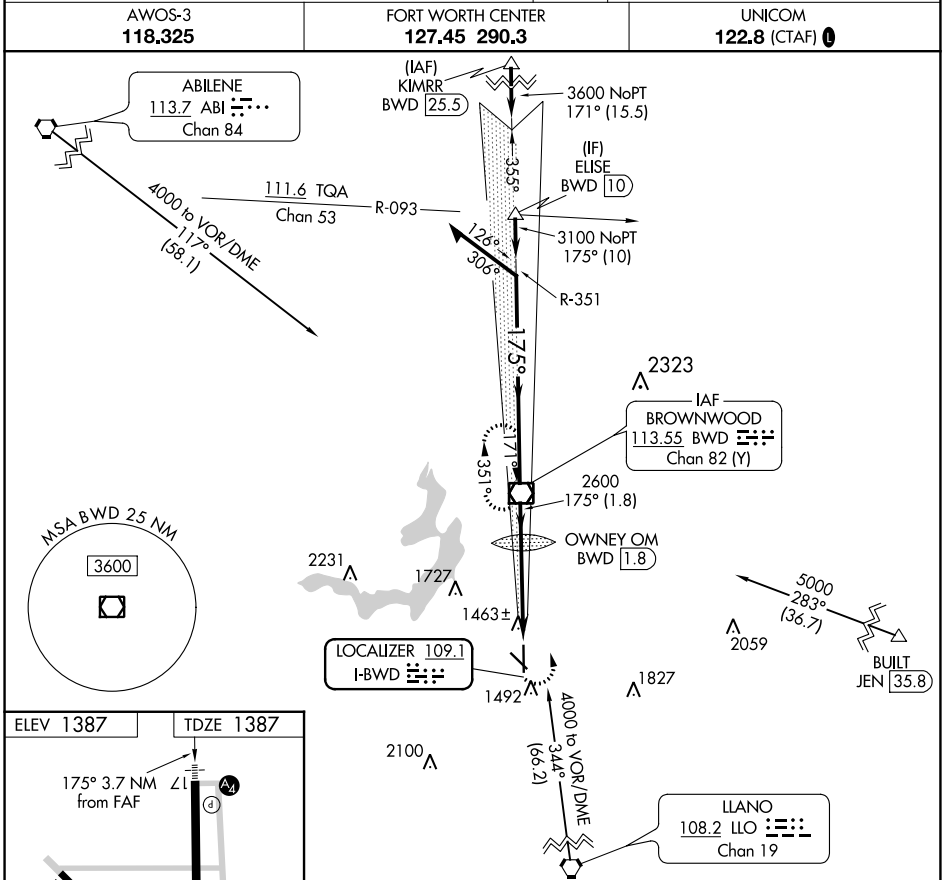 AWOS-3
118.325
FORT WORTH CENTER
127.45 290.3
UNICOM
122.8 (CTAF) L
ABILENE
113.7 ABI
Chan 84
(IAF)
KIMRR
BWD 25.5
3600 NoPT
171° (15.5)
355°
(IF)
ELISE
BWD 10
4000 to VOR/DME
117°
(58.1)
111.6 TQA
Chan 53
R-093
3100 NoPT
175° (10)
126°
306°
R-351
175°
2323
IAF
BROWNWOOD
113.55 BWD
Chan 82 (Y)
171°
351°
2600
175° (1.8)
OWNEY OM
BWD 1.8
MSA BWD 25 NM
3600
2231
1727
1463±
5000
283°
(36.7)
2059
BUILT
JEN 35.8
LOCALIZER 109.1
I-BWD
1492
1827
4000 to VOR/DME
344°
(66.2)
2100
LLANO
108.2 LLO
Chan 19
ELEV 1387
TDZE 1387
175° 3.7 NM
from FAF
17
A4
P